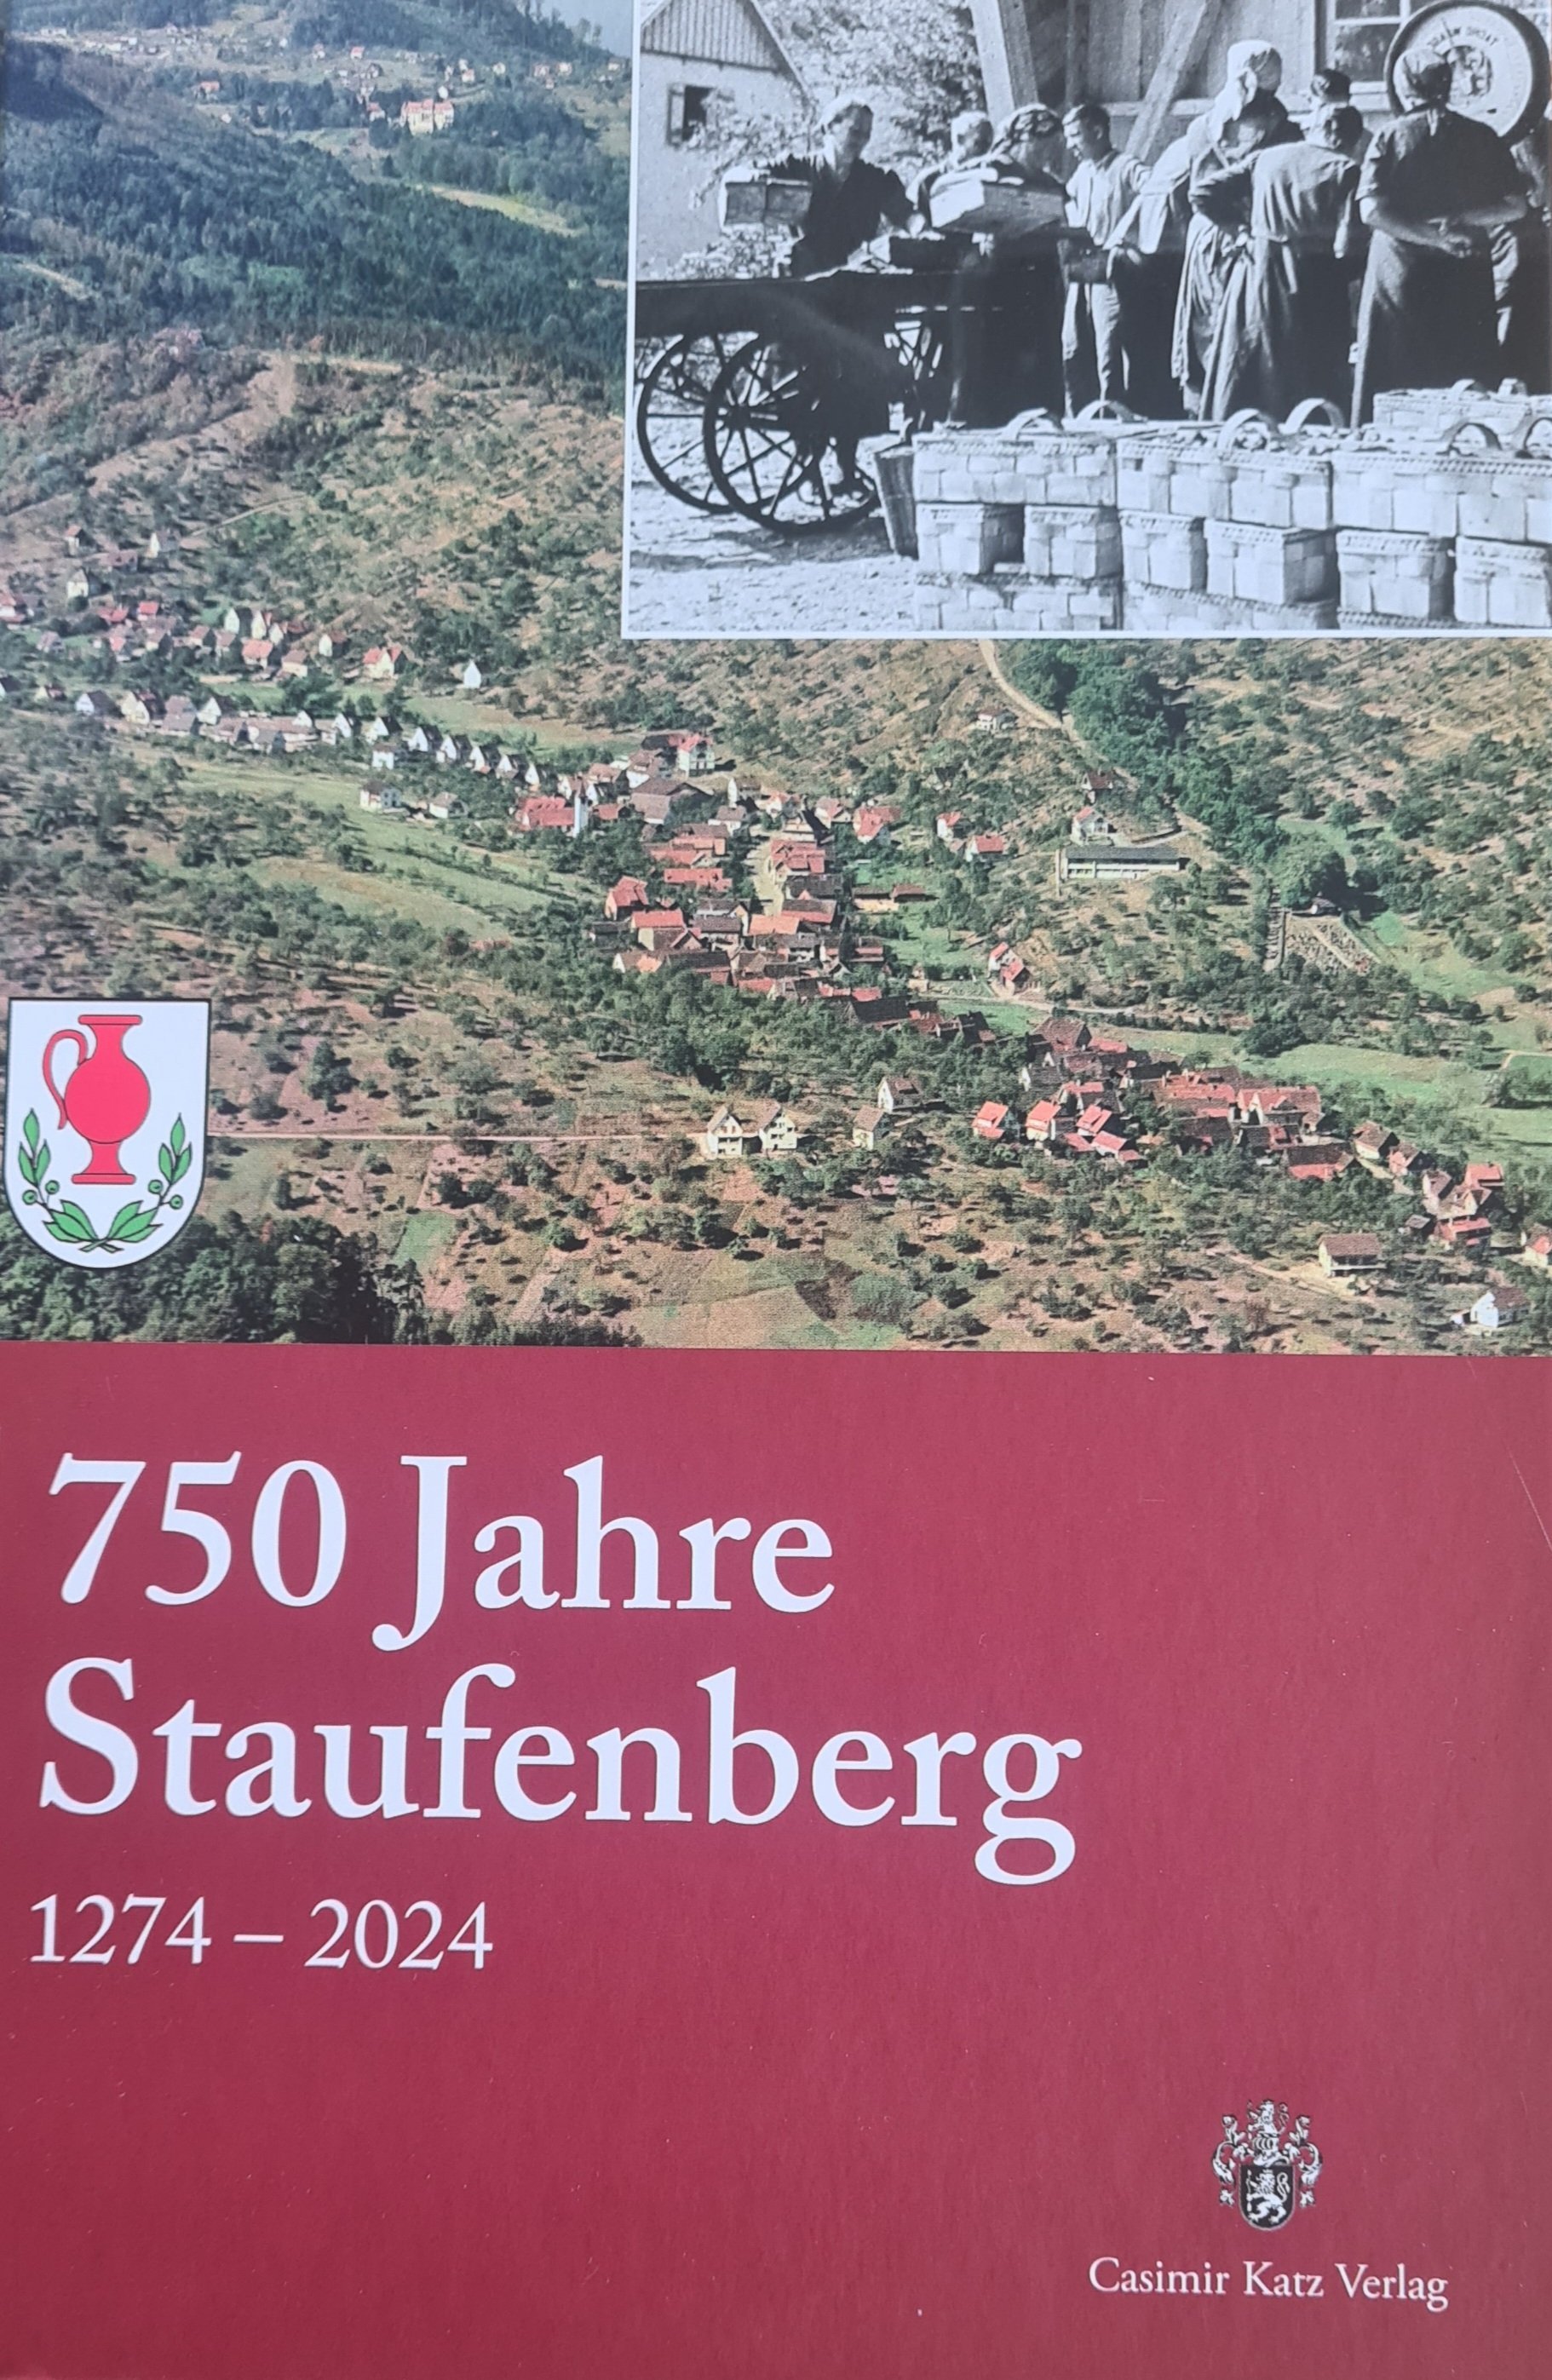 750 Jahre
Staufenberg
1274 – 2024
Casimir Katz Verlag